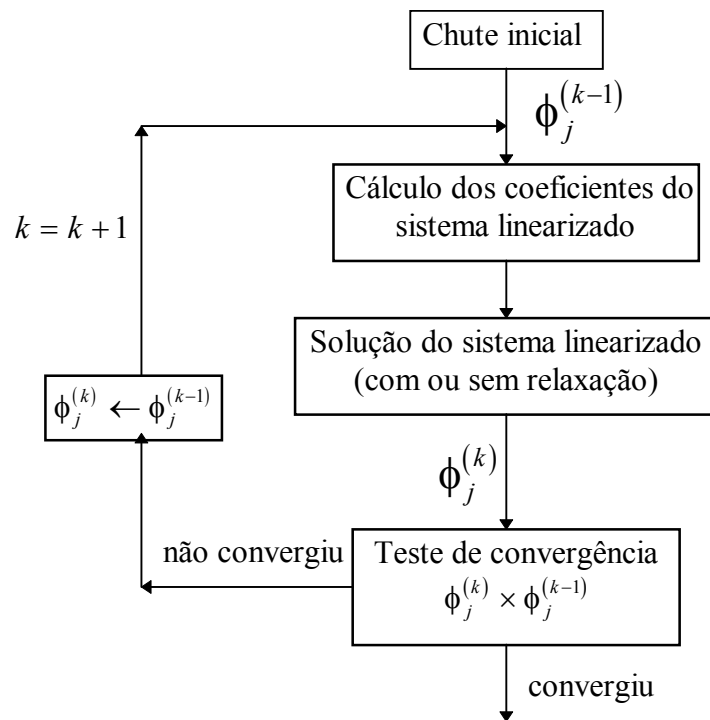 Chute inicial
ϕ_j^(k−1)
Cálculo dos coeficientes do
sistema linearizado
k = k + 1
Solução do sistema linearizado
(com ou sem relaxação)
ϕ_j^(k) ← ϕ_j^(k−1)
ϕ_j^(k)
não convergiu
Teste de convergência
ϕ_j^(k) × ϕ_j^(k−1)
convergiu